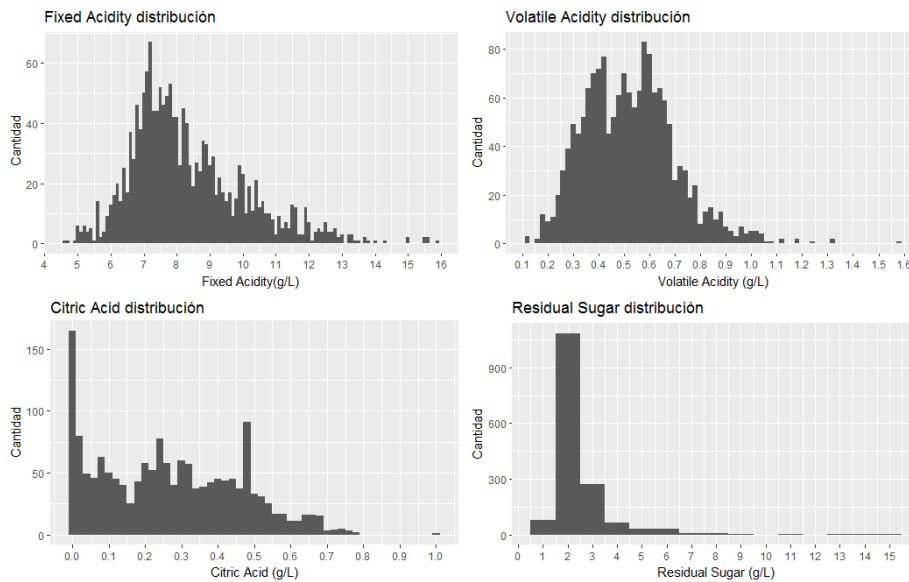 Fixed Acidity distribución
Cantidad
60
40
20
0
4 5 6 7 8 9 10 11 12 13 14 15 16
Fixed Acidity(g/L)
Volatile Acidity distribución
Cantidad
80
60
40
20
0
0.1 0.2 0.3 0.4 0.5 0.6 0.7 0.8 0.9 1.0 1.1 1.2 1.3 1.4 1.5 1.6
Volatile Acidity (g/L)
Citric Acid distribución
Cantidad
150
100
50
0
0.0 0.1 0.2 0.3 0.4 0.5 0.6 0.7 0.8 0.9 1.0
Citric Acid (g/L)
Residual Sugar distribución
Cantidad
900
600
300
0
0 1 2 3 4 5 6 7 8 9 10 11 12 13 14 15
Residual Sugar (g/L)